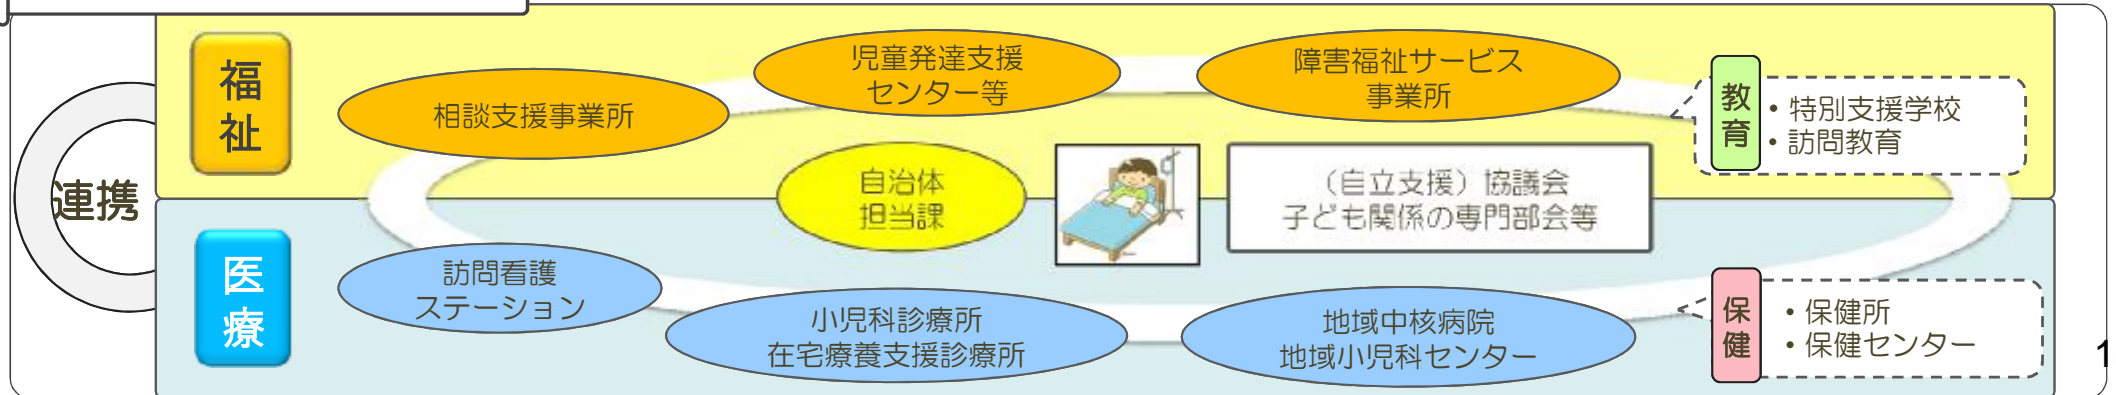 連携
福祉
相談支援事業所
児童発達支援
センター等
障害福祉サービス
事業所
教育
・特別支援学校
・訪問教育
自治体
担当課
（自立支援）協議会
子ども関係の専門部会等
医療
訪問看護
ステーション
小児科診療所
在宅療養支援診療所
地域中核病院
地域小児科センター
保健
・保健所
・保健センター
1